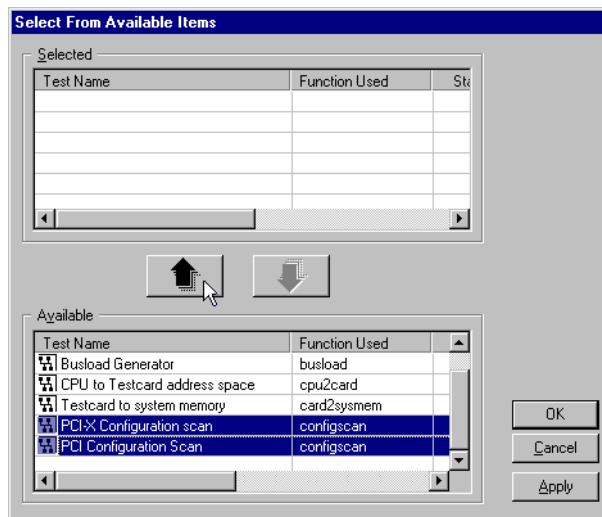 Select From Available Items
Selected
Test Name Function Used Sta
Available
Test Name Function Used
Busload Generator busload
CPU to Testcard address space cpu2card
Testcard to system memory card2sysmem
PCI-X Configuration scan configscan
PCI Configuration Scan configscan
OK
Cancel
Apply